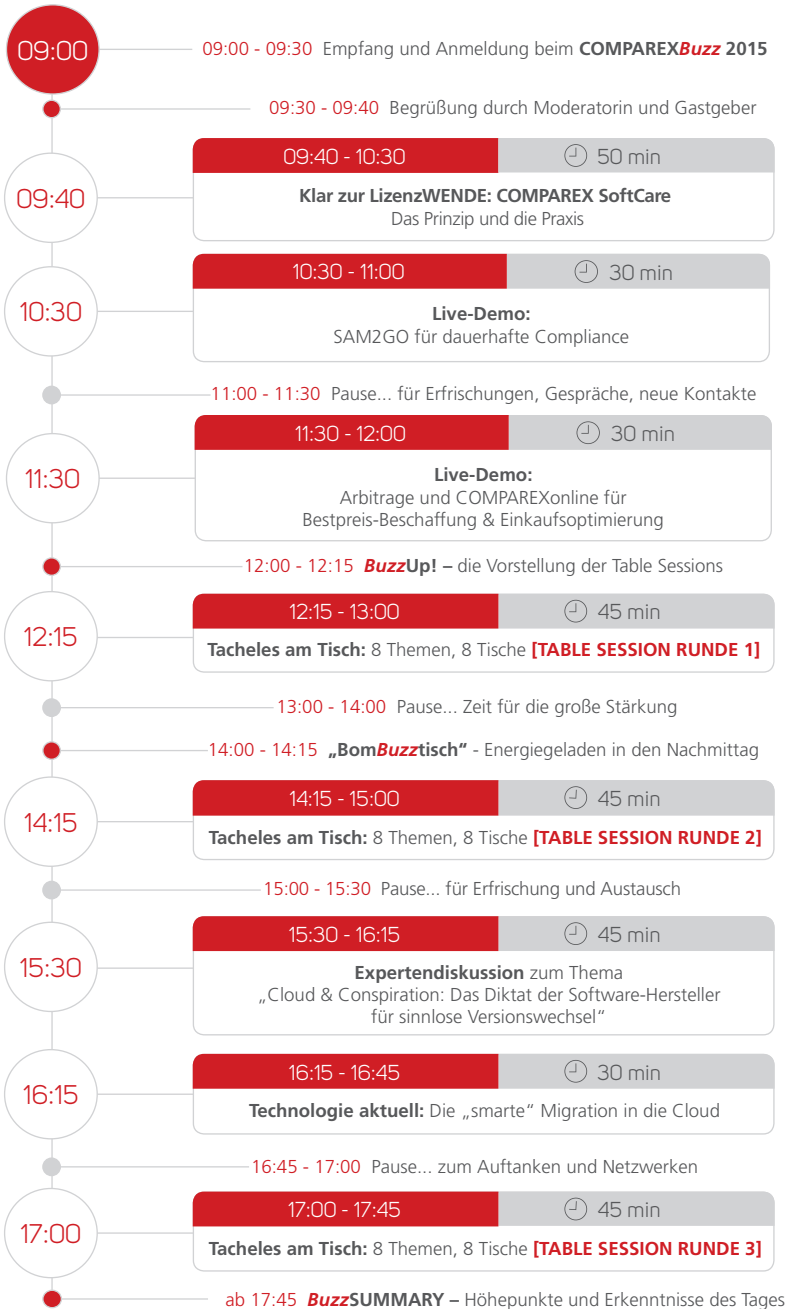 09:00
09:00 - 09:30 Empfang und Anmeldung beim COMPAREXBuzz 2015
09:30 - 09:40 Begrüßung durch Moderatorin und Gastgeber
09:40 - 10:30 50 min
09:40
Klar zur LizenzWENDE: COMPAREX SoftCare
Das Prinzip und die Praxis
10:30 - 11:00 30 min
10:30
Live-Demo:
SAM2GO für dauerhafte Compliance
11:00 - 11:30 Pause... für Erfrischungen, Gespräche, neue Kontakte
11:30 - 12:00 30 min
11:30
Live-Demo:
Arbitrage und COMPAREXonline für
Bestpreis-Beschaffung & Einkaufsoptimierung
12:00 - 12:15 BuzzUp! – die Vorstellung der Table Sessions
12:15 - 13:00 45 min
12:15
Tacheles am Tisch: 8 Themen, 8 Tische [TABLE SESSION RUNDE 1]
13:00 - 14:00 Pause... Zeit für die große Stärkung
14:00 - 14:15 „BomBuzztisch“ - Energiegeladen in den Nachmittag
14:15 - 15:00 45 min
14:15
Tacheles am Tisch: 8 Themen, 8 Tische [TABLE SESSION RUNDE 2]
15:00 - 15:30 Pause... für Erfrischung und Austausch
15:30 - 16:15 45 min
15:30
Expertendiskussion zum Thema
„Cloud & Conspiration: Das Diktat der Software-Hersteller
für sinnlose Versionswechsel“
16:15 - 16:45 30 min
16:15
Technologie aktuell: Die „smarte“ Migration in die Cloud
16:45 - 17:00 Pause... zum Auftanken und Netzwerken
17:00 - 17:45 45 min
17:00
Tacheles am Tisch: 8 Themen, 8 Tische [TABLE SESSION RUNDE 3]
ab 17:45 BuzzSUMMARY – Höhepunkte und Erkenntnisse des Tages